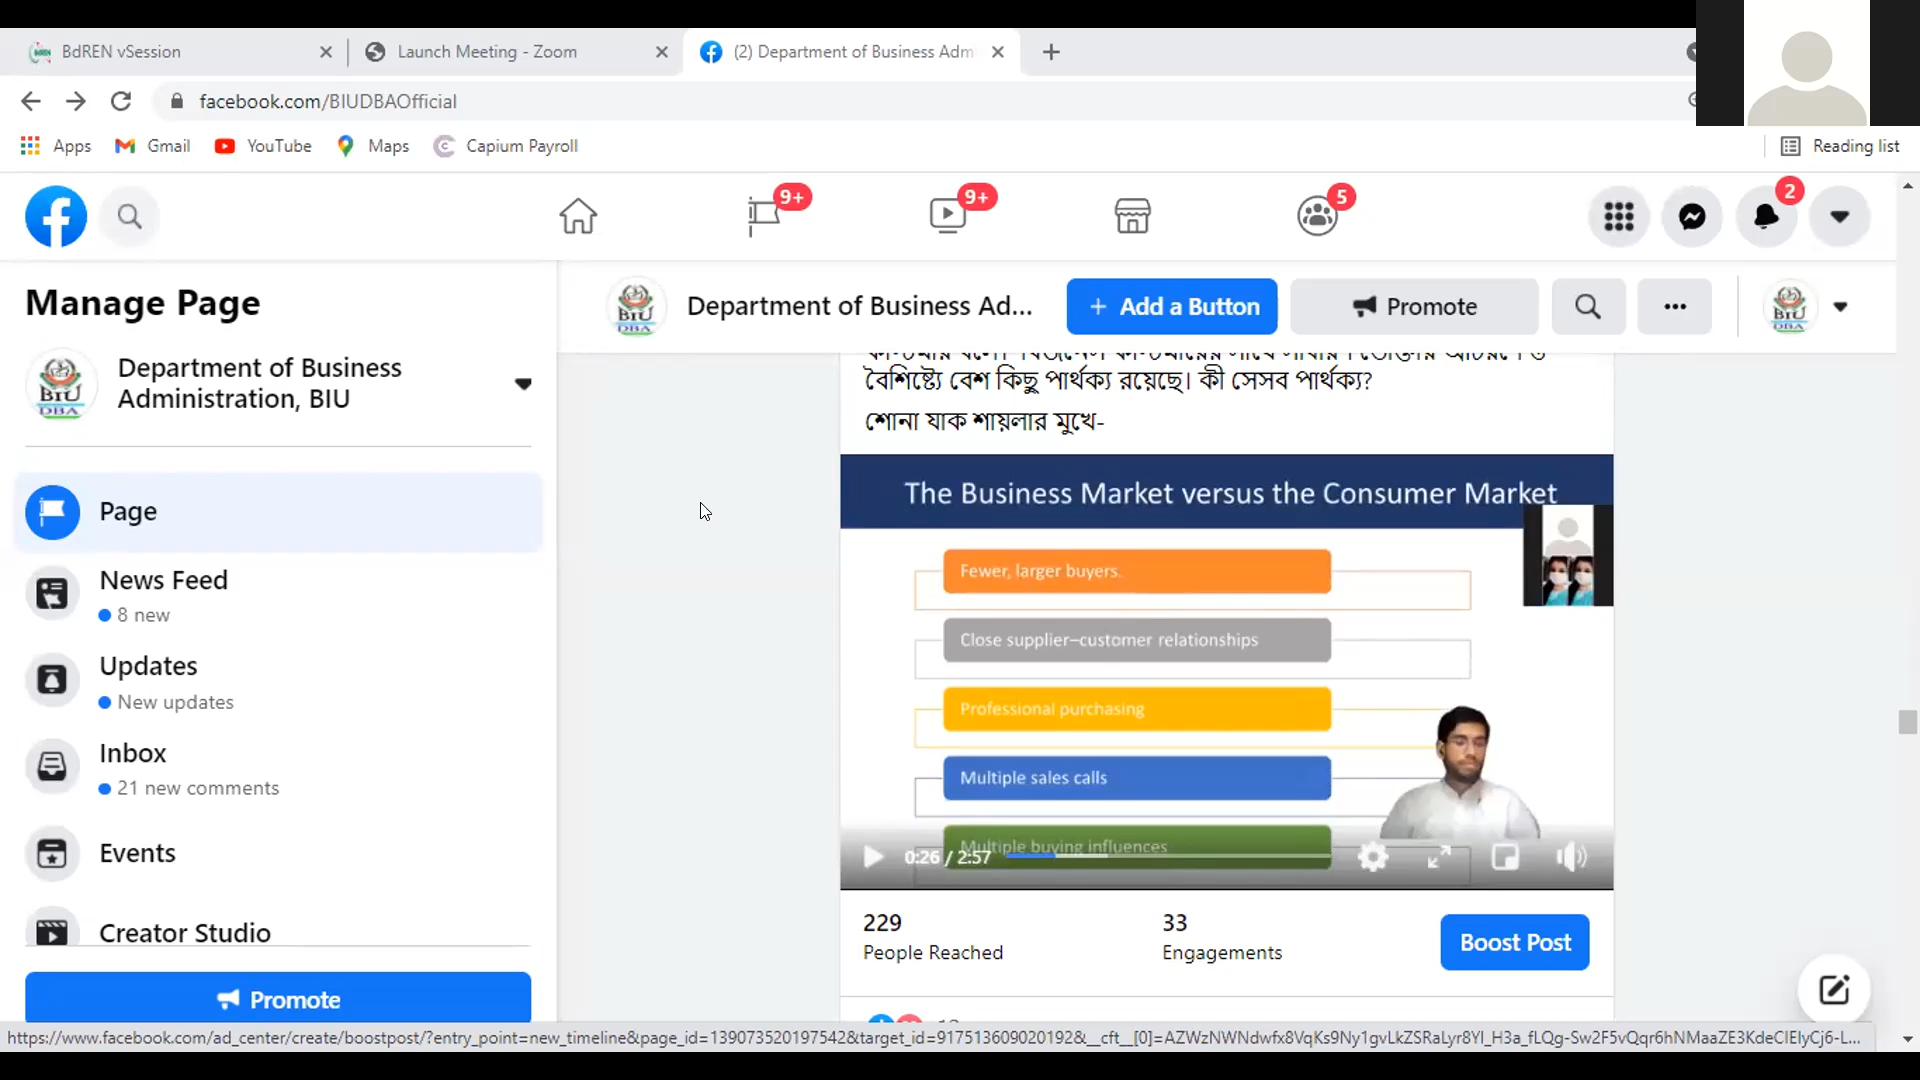 BdREN vSession
Launch Meeting - Zoom
(2) Department of Business Adm
facebook.com/BIUDBAOfficial
Apps
Gmail
YouTube
Maps
Capium Payroll
Reading list
9+
9+
5
2
Manage Page
Department of Business Ad...
+ Add a Button
Promote
BIU
DBA
Department of Business
Administration, BIU
বৈশিষ্ট্যে বেশ কিছু পার্থক্য রয়েছে। কী সেসব পার্থক্য?
শোনা যাক শায়লার মুখে-
Page
News Feed
8 new
Updates
New updates
Inbox
21 new comments
Events
Creator Studio
Promote
The Business Market versus the Consumer Market
Fewer, larger buyers.
Close supplier–customer relationships
Professional purchasing
Multiple sales calls
Multiple buying influences
0:26 / 2:57
229
People Reached
33
Engagements
Boost Post